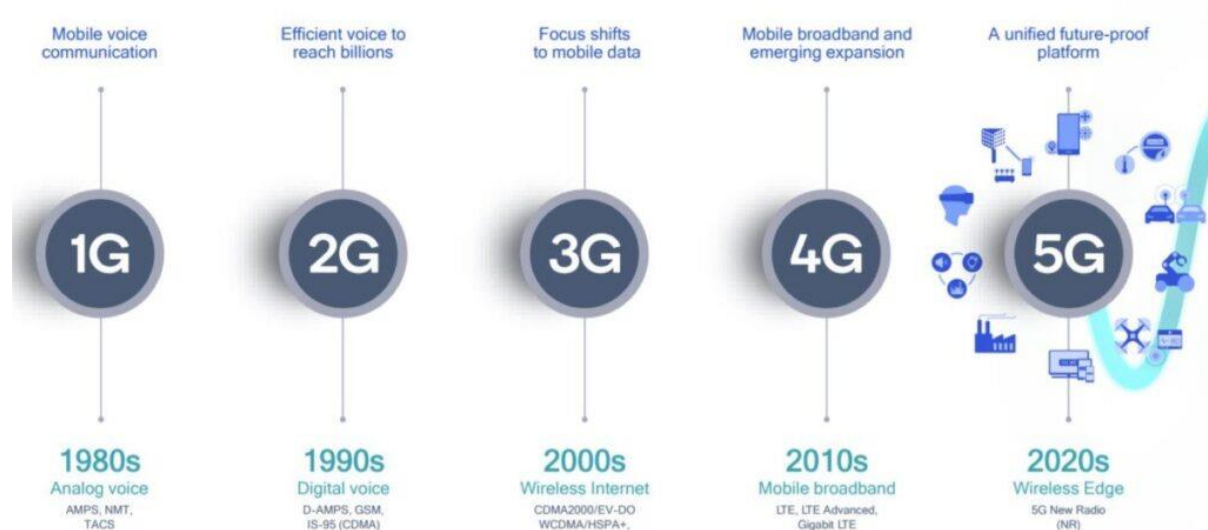 Mobile voice
communication
Efficient voice to
reach billions
Focus shifts
to mobile data
Mobile broadband and
emerging expansion
A unified future-proof
platform
1G
2G
3G
4G
5G
1980s
Analog voice
AMPS, NMT,
TACS
1990s
Digital voice
D-AMPS, GSM,
IS-95 (CDMA)
2000s
Wireless Internet
CDMA2000/EV-DO
WCDMA/HSPA+,
2010s
Mobile broadband
LTE, LTE Advanced,
Gigabit LTE
2020s
Wireless Edge
5G New Radio
(NR)